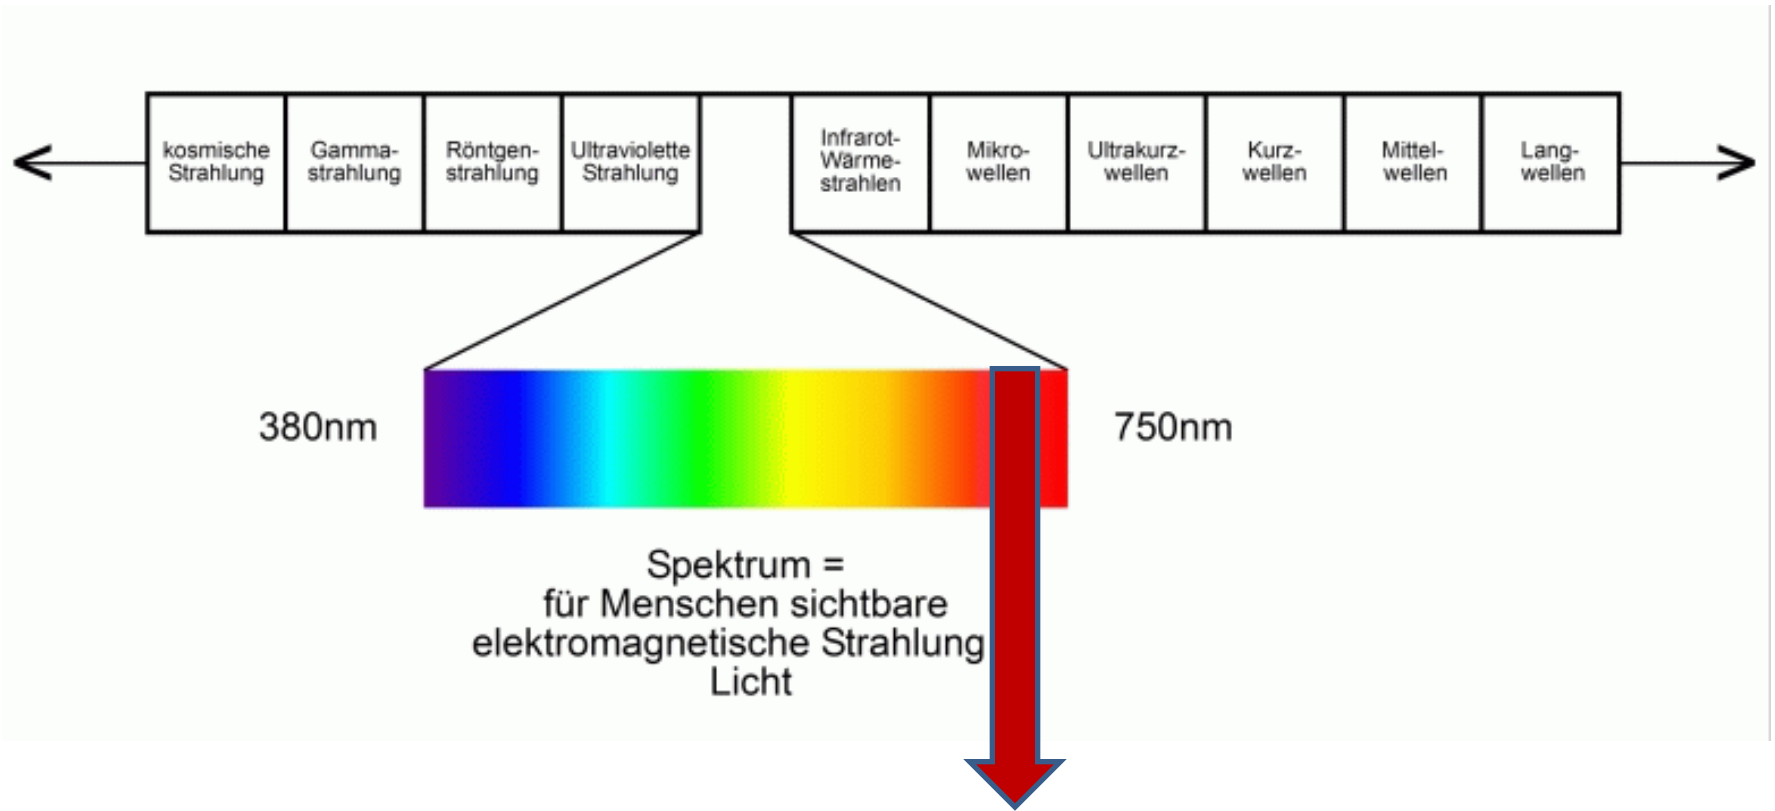 kosmische
Strahlung
Gamma-
strahlung
Röntgen-
strahlung
Ultraviolette
Strahlung
Infrarot-
Wärme-
strahlen
Mikro-
wellen
Ultrakurz-
wellen
Kurz-
wellen
Mittel-
wellen
Lang-
wellen
380nm
750nm
Spektrum =
für Menschen sichtbare
elektromagnetische Strahlung
Licht